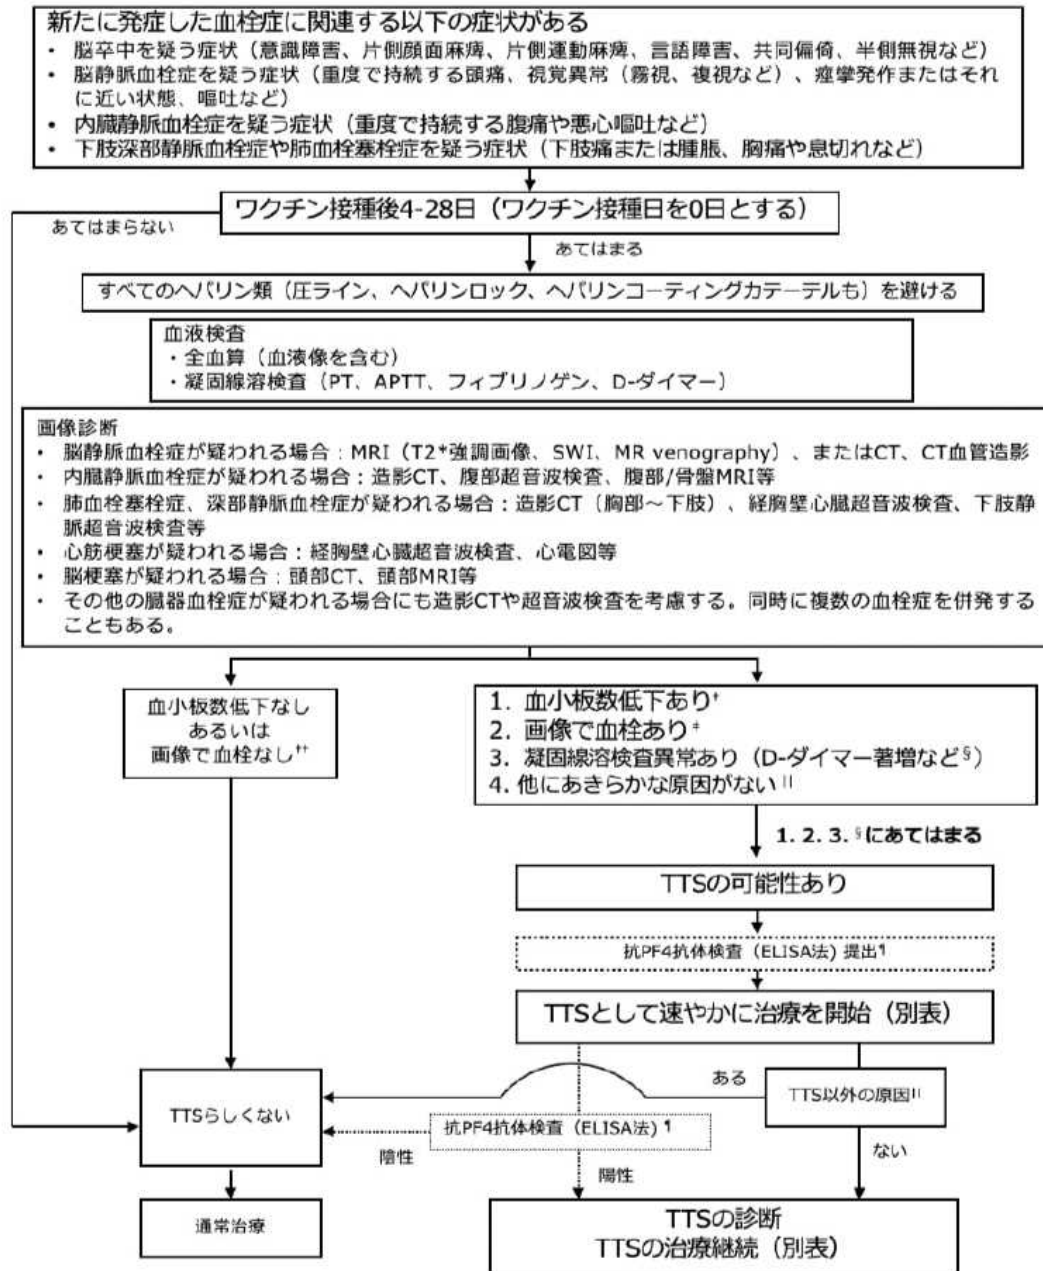 新たに発症した血栓症に関連する以下の症状がある
・ 脳卒中を疑う症状（意識障害、片側顔面麻痺、片側運動麻痺、言語障害、共同偏倚、半側無視など）
・ 脳静脈血栓症を疑う症状（重度で持続する頭痛、視覚異常（霧視、複視など）、痙攣発作またはそれ
に近い状態、嘔吐など）
・ 内臓静脈血栓症を疑う症状（重度で持続する腹痛や悪心嘔吐など）
・ 下肢深部静脈血栓症や肺血栓塞栓症を疑う症状（下肢痛または腫脹、胸痛や息切れなど）
ワクチン接種後4-28日（ワクチン接種日を0日とする）
あてはまらない
あてはまる
すべてのヘパリン類（圧ライン、ヘパリンロック、ヘパリンコーティングカテーテルも）を避ける
血液検査
・全血算（血液像を含む）
・凝固線溶検査（PT、APTT、フィブリノゲン、D-ダイマー）
画像診断
・ 脳静脈血栓症が疑われる場合：MRI（T2*強調画像、SWI、MR venography）、またはCT、CT血管造影
・ 内臓静脈血栓症が疑われる場合：造影CT、腹部超音波検査、腹部/骨盤MRI等
・ 肺血栓塞栓症、深部静脈血栓症が疑われる場合：造影CT（胸部～下肢）、経胸壁心臓超音波検査、下肢静
脈超音波検査等
・ 心筋梗塞が疑われる場合：経胸壁心臓超音波検査、心電図等
・ 脳梗塞が疑われる場合：頭部CT、頭部MRI等
・ その他の臓器血栓症が疑われる場合にも造影CTや超音波検査を考慮する。同時に複数の血栓症を併発する
こともある。
血小板数低下なし
あるいは
画像で血栓なし††
1. 血小板数低下あり†
2. 画像で血栓あり‡
3. 凝固線溶検査異常あり（D-ダイマー著増など§）
4. 他にあきらかな原因がない||
1. 2. 3. §にあてはまる
TTSの可能性あり
抗PF4抗体検査（ELISA法) 提出¶
TTSとして速やかに治療を開始（別表）
ある
TTS以外の原因||
TTSらしくない
抗PF4抗体検査（ELISA法) ¶
陰性
陽性
ない
通常治療
TTSの診断
TTSの治療継続（別表）